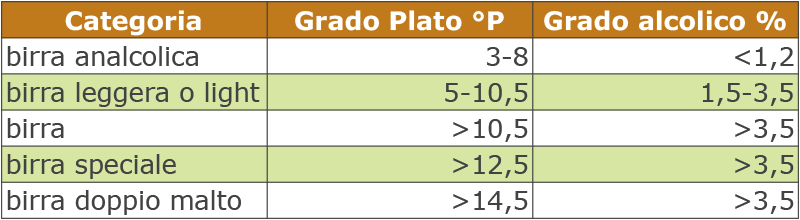 Categoria Grado Plato °P Grado alcolico %
birra analcolica 3-8 <1,2
birra leggera o light 5-10,5 1,5-3,5
birra >10,5 >3,5
birra speciale >12,5 >3,5
birra doppio malto >14,5 >3,5